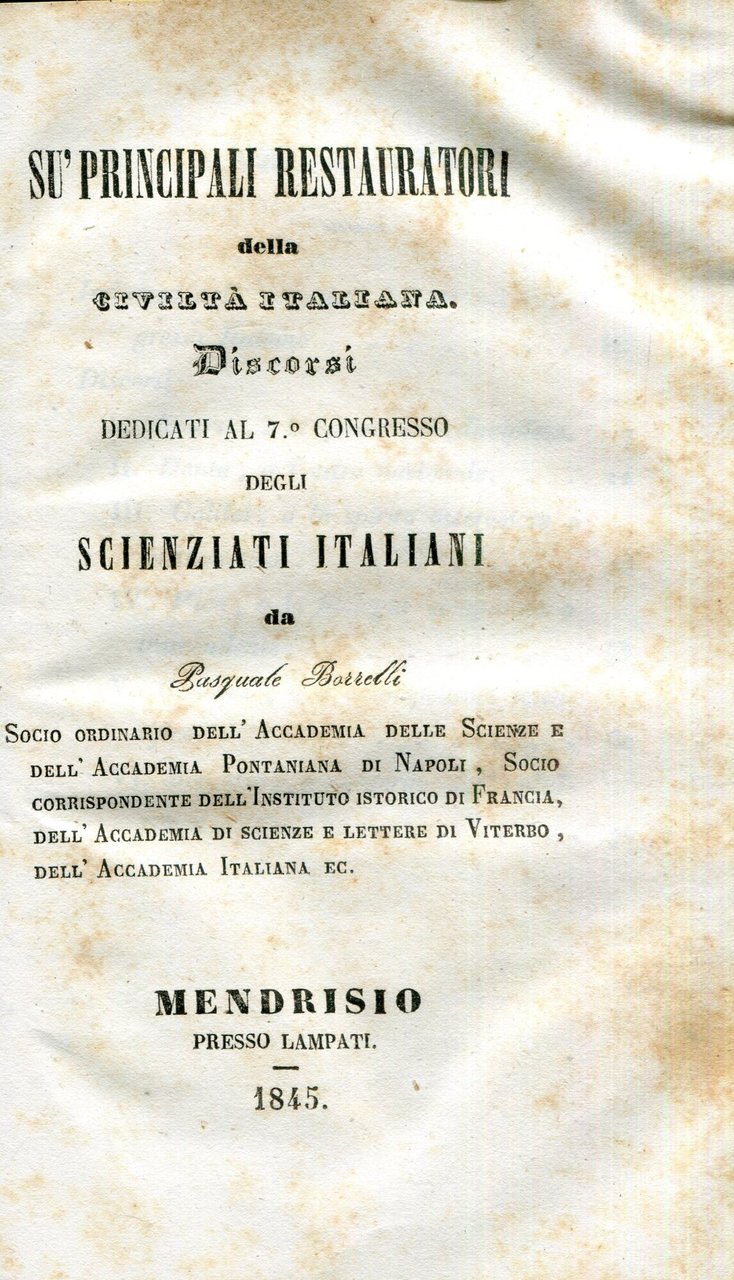 SU' PRINCIPALI RESTAURATORI
della
CIVILTÀ ITALIANA.
Discorsi
DEDICATI AL 7.º CONGRESSO
DEGLI
SCIENZIATI ITALIANI
da
Pasquale Borrelli
SOCIO ORDINARIO DELL' ACCADEMIA DELLE SCIENZE E
DELL' ACCADEMIA PONTANIANA DI NAPOLI , SOCIO
CORRISPONDENTE DELL'INSTITUTO ISTORICO DI FRANCIA,
DELL' ACCADEMIA DI SCIENZE E LETTERE DI VITERBO ,
DELL' ACCADEMIA ITALIANA EC.
MENDRISIO
PRESSO LAMPATI.
1845.